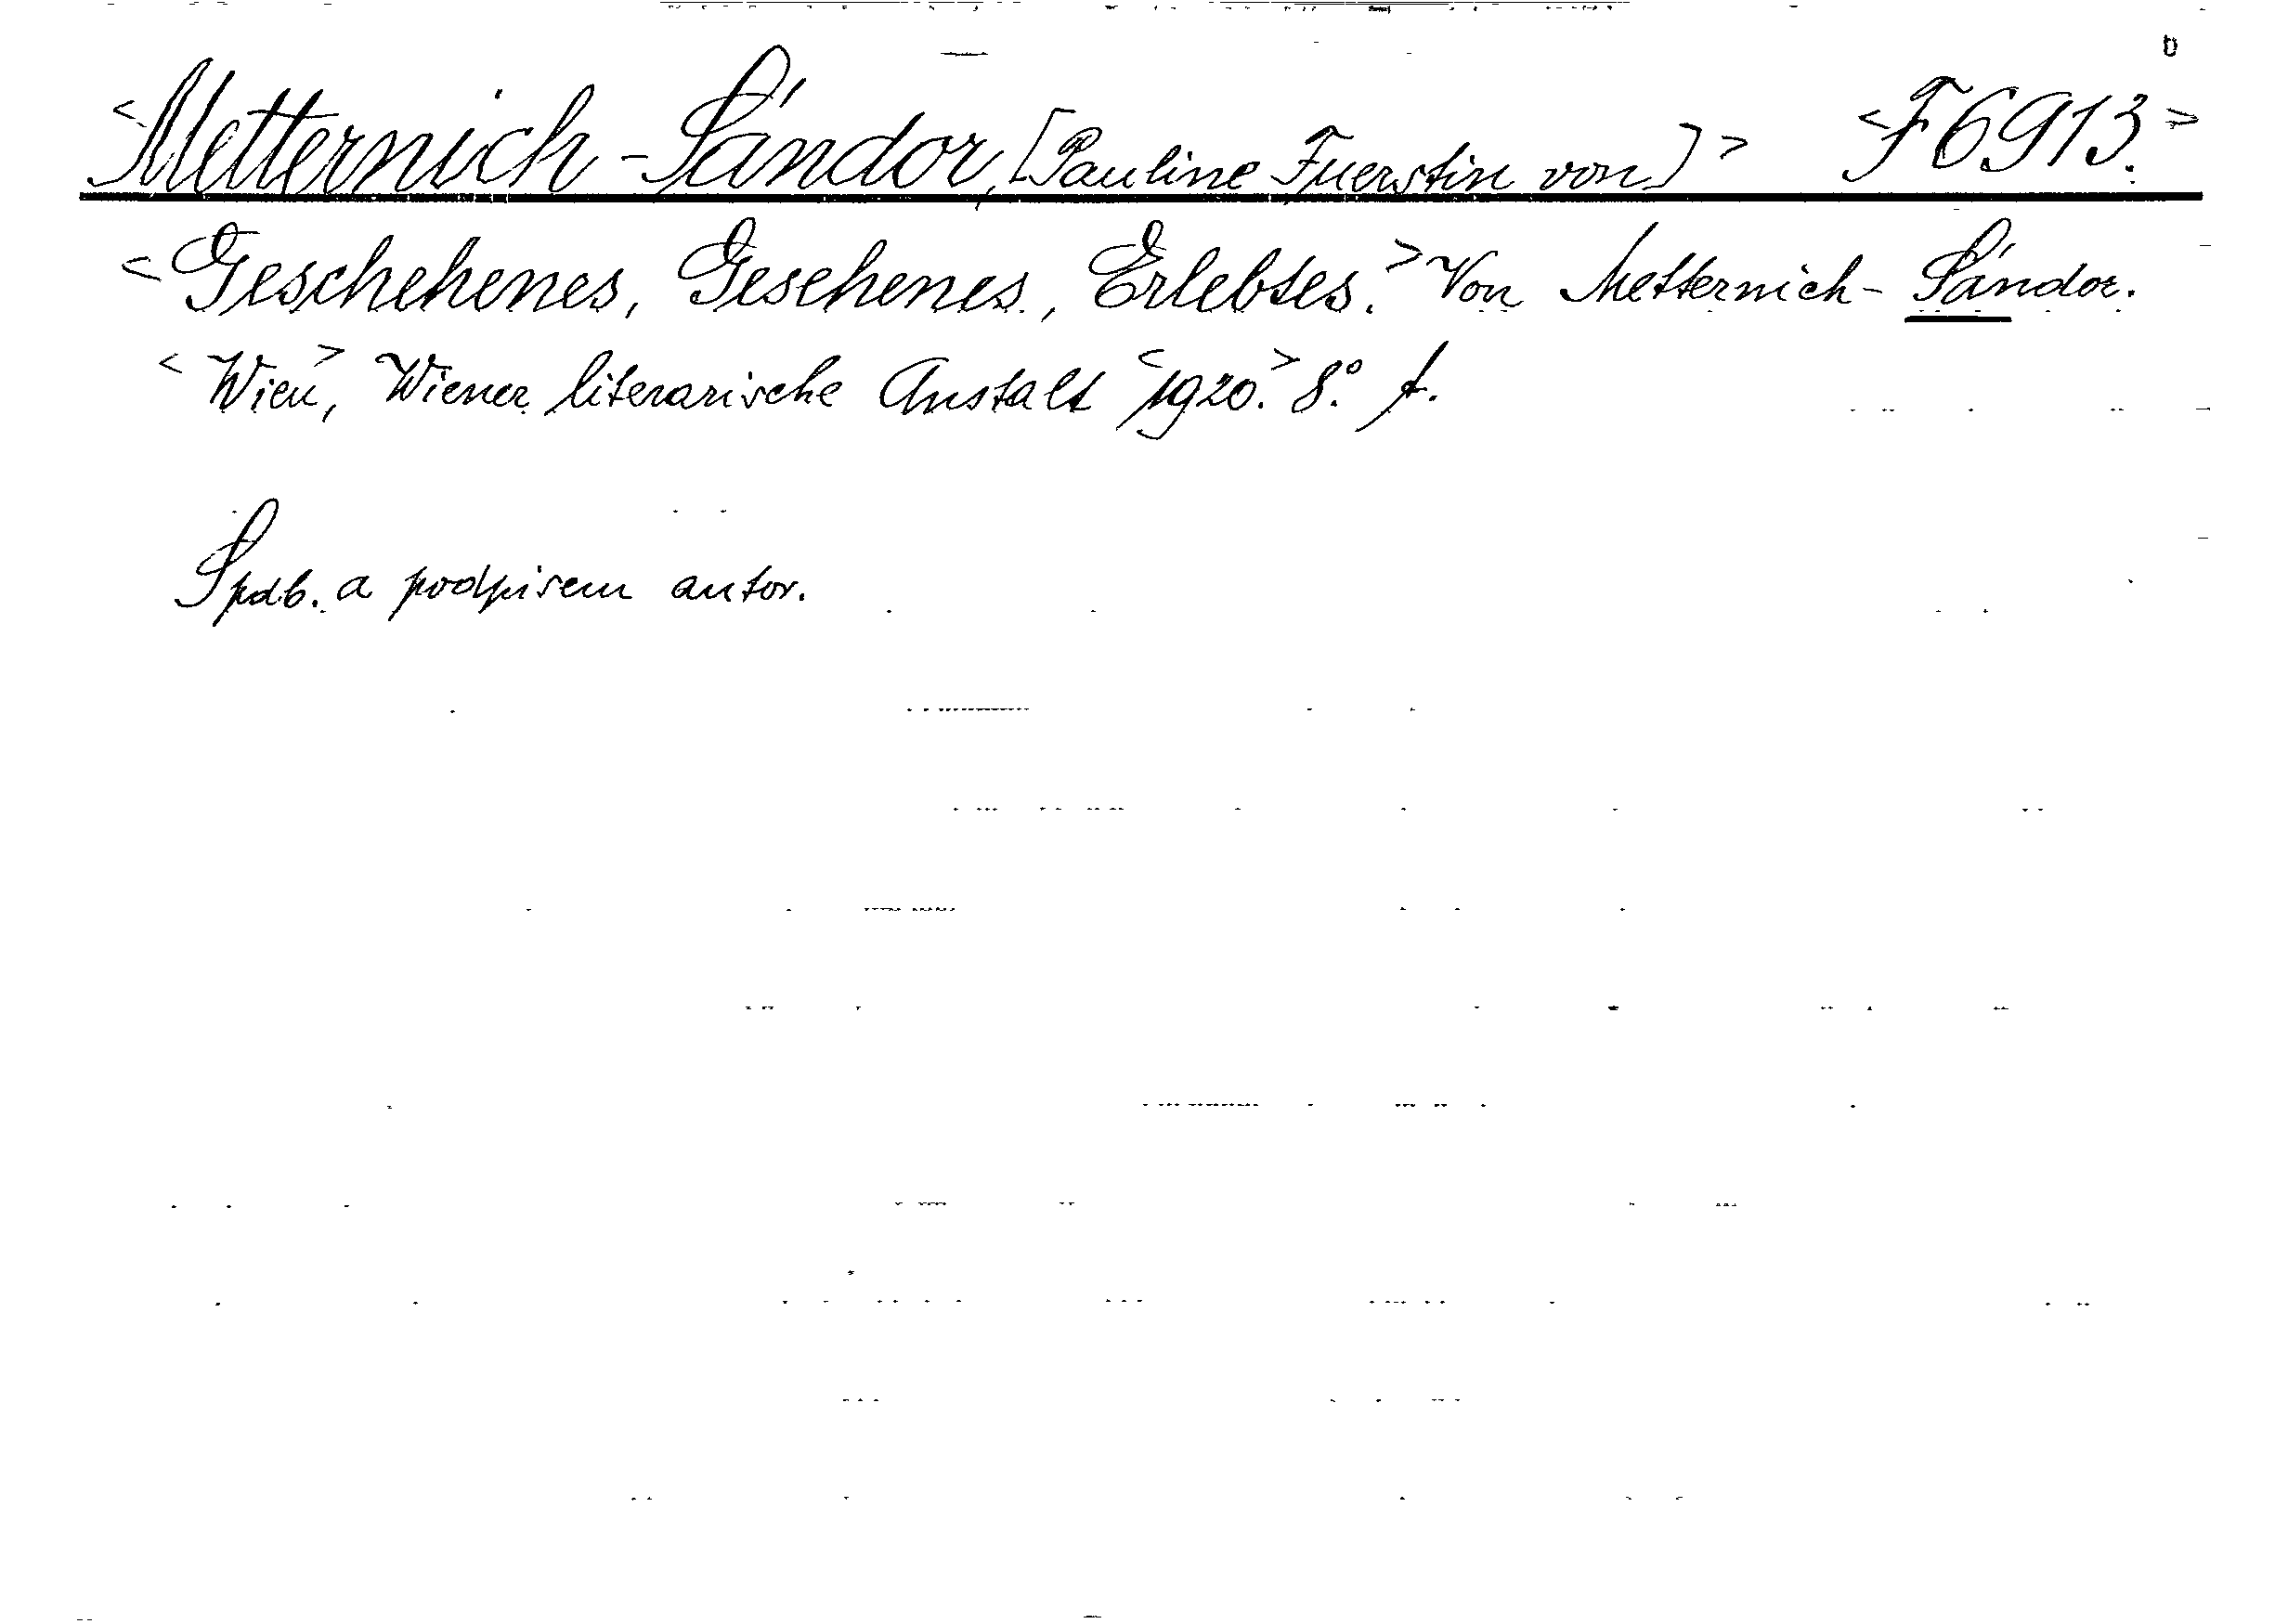 <Metternich-Sándor, [Pauline Fuerstin von]> <F6913.>
<Geschehenes, Gesehenes, Erlebtes.> Von Metternich-Sándor.
<Wien>, Wiener literarische Anstalt <1920.> 8.° f.
Spdb. a podpisem autor.